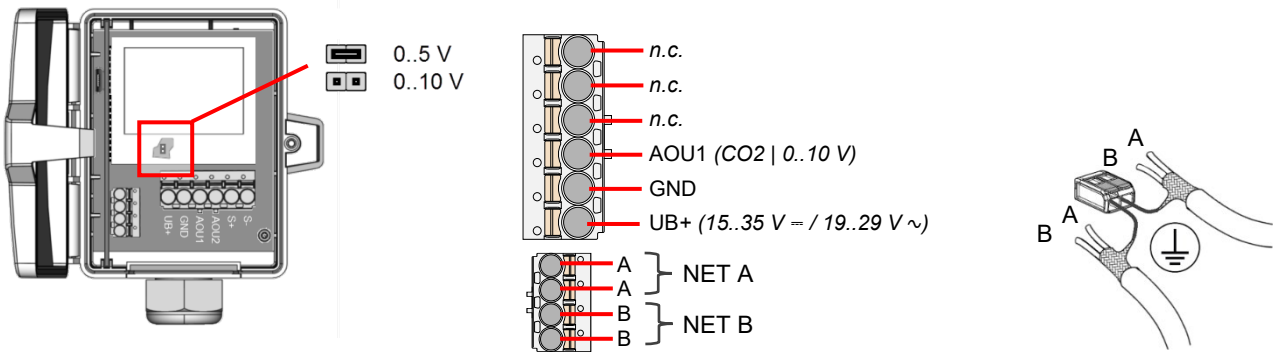 0..5 V
0..10 V
UB+
GND
AOU1
AOU2
S+
S-
n.c.
n.c.
n.c.
AOU1 (CO2 | 0..10 V)
GND
UB+ (15..35 V ⎓ / 19..29 V ~)
A
A
NET A
B
B
NET B
A
B
A
B